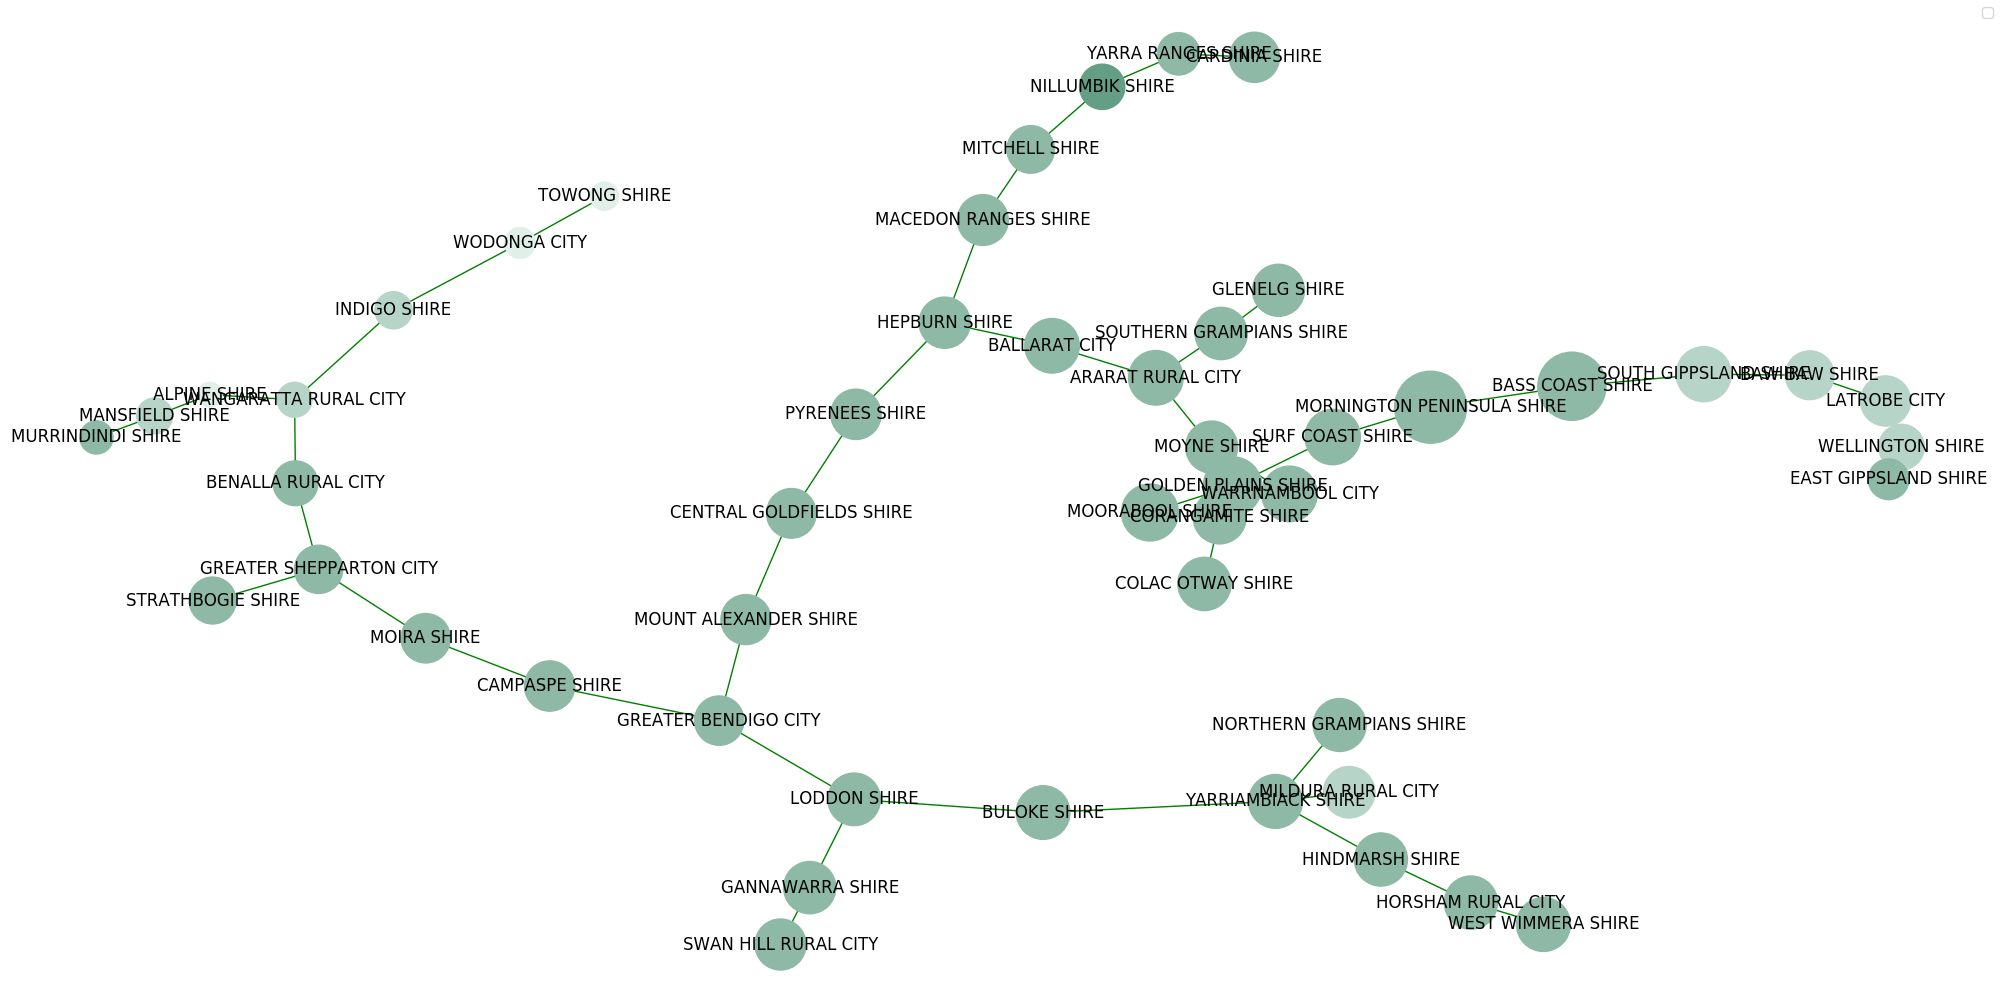 YARRA RANGES SHIRE
CARDINIA SHIRE
NILLUMBIK SHIRE
MITCHELL SHIRE
TOWONG SHIRE
MACEDON RANGES SHIRE
WODONGA CITY
GLENELG SHIRE
INDIGO SHIRE
HEPBURN SHIRE
SOUTHERN GRAMPIANS SHIRE
BALLARAT CITY
SOUTH GIPPSLAND SHIRE
BAW BAW SHIRE
ARARAT RURAL CITY
BASS COAST SHIRE
ALPINE SHIRE
WANGARATTA RURAL CITY
LATROBE CITY
MORNINGTON PENINSULA SHIRE
PYRENEES SHIRE
MANSFIELD SHIRE
MURRINDINDI SHIRE
SURF COAST SHIRE
MOYNE SHIRE
WELLINGTON SHIRE
EAST GIPPSLAND SHIRE
BENALLA RURAL CITY
GOLDEN PLAINS SHIRE
WARRNAMBOOL CITY
CENTRAL GOLDFIELDS SHIRE
MOORABOOL SHIRE
CORANGAMITE SHIRE
GREATER SHEPPARTON CITY
COLAC OTWAY SHIRE
STRATHBOGIE SHIRE
MOUNT ALEXANDER SHIRE
MOIRA SHIRE
CAMPASPE SHIRE
GREATER BENDIGO CITY
NORTHERN GRAMPIANS SHIRE
MILDURA RURAL CITY
LODDON SHIRE
YARRIAMBIACK SHIRE
BULOKE SHIRE
HINDMARSH SHIRE
GANNAWARRA SHIRE
HORSHAM RURAL CITY
WEST WIMMERA SHIRE
SWAN HILL RURAL CITY